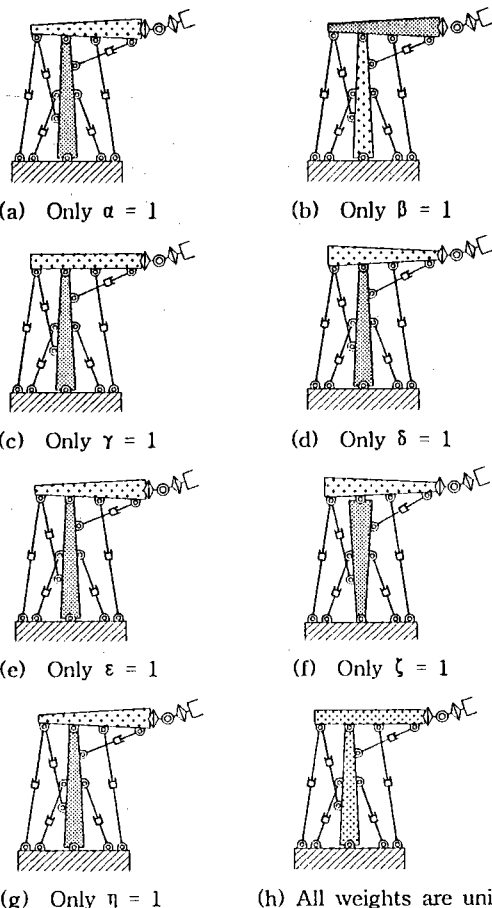 (a) Only α = 1
(b) Only β = 1
(c) Only γ = 1
(d) Only δ = 1
(e) Only ε = 1
(f) Only ζ = 1
(g) Only η = 1
(h) All weights are uni